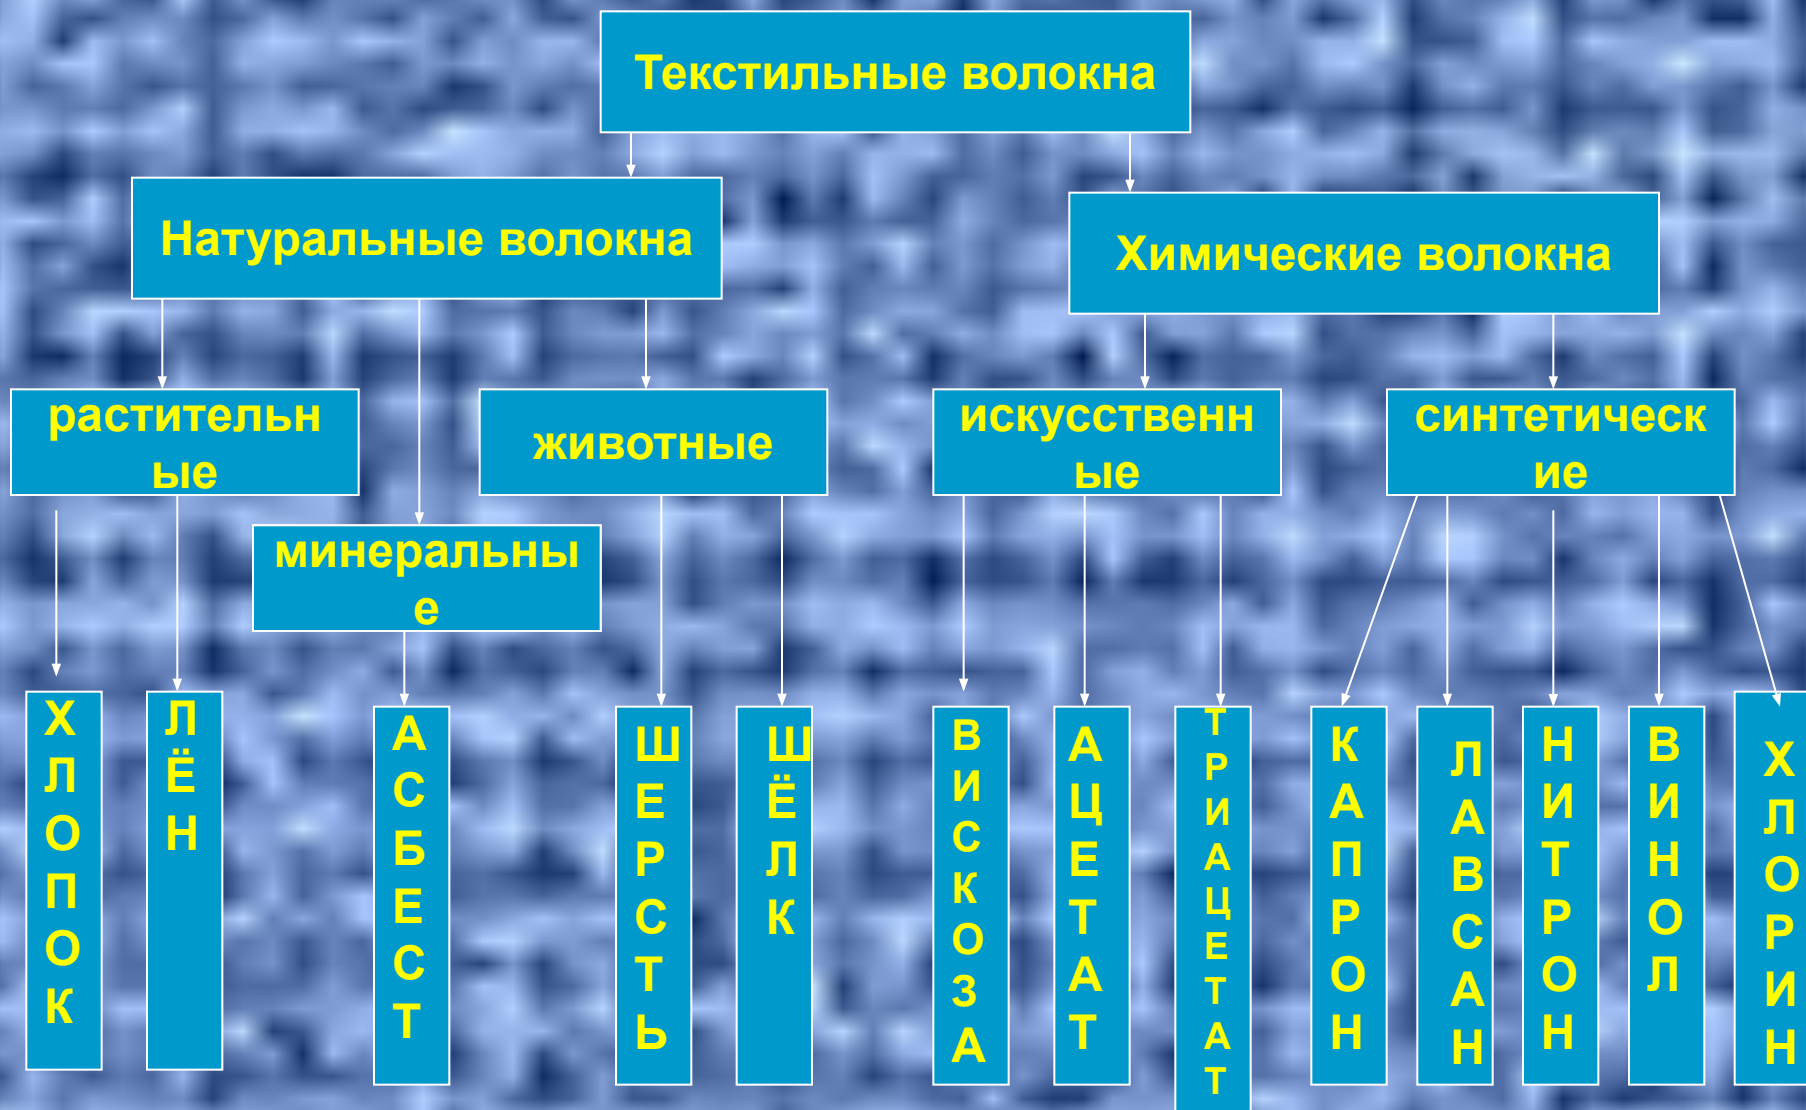 Текстильные волокна
Натуральные волокна
Химические волокна
растительн
ые
животные
искусственн
ые
синтетическ
ие
минеральны
е
ХЛОПОК
ЛЁН
АСБЕСТ
ШЕРСТЬ
ШЁЛК
ВИСКОЗА
АЦЕТАТ
ТРИАЦЕТАТ
КАПРОН
ЛАВСАН
НИТРОН
ВИНОЛ
ХЛОРИН